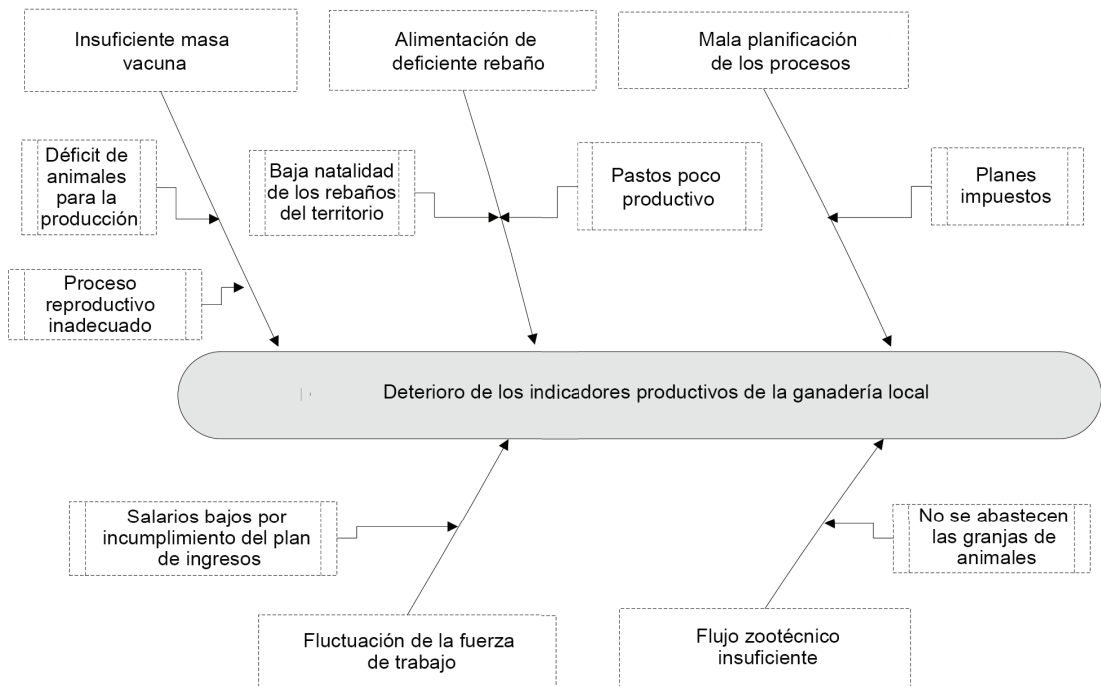 Insuficiente masa
vacuna
Alimentación de
deficiente rebaño
Mala planificación
de los procesos
Déficit de
animales
para la
producción
Baja natalidad
de los rebaños
del territorio
Pastos poco
productivo
Planes
impuestos
Proceso
reproductivo
inadecuado
Deterioro de los indicadores productivos de la ganadería local
Salarios bajos por
incumplimiento del plan
de ingresos
No se abastecen
las granjas de
animales
Fluctuación de la fuerza
de trabajo
Flujo zootécnico
insuficiente